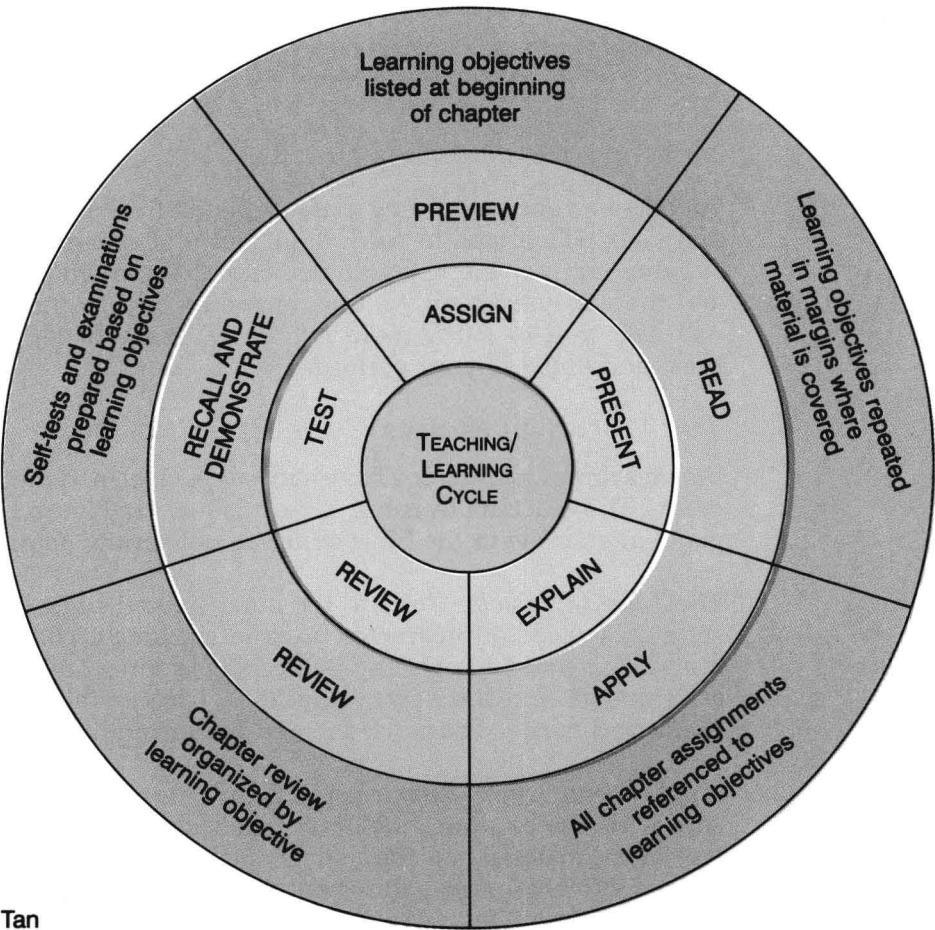 Learning objectives
listed at beginning
of chapter
PREVIEW
ASSIGN
Learning objectives repeated
in margins where
material is covered
READ
PRESENT
All chapter assignments
referenced to
learning objectives
APPLY
EXPLAIN
Chapter review
organized by
learning objective
REVIEW
REVIEW
Self-tests and examinations
prepared based on
learning objectives
RECALL AND
DEMONSTRATE
TEST
TEACHING/
LEARNING
CYCLE
Tan